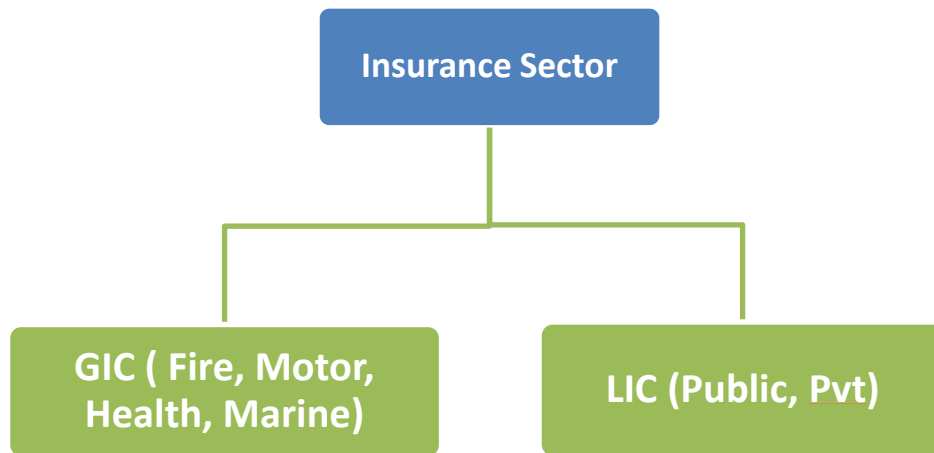 Insurance Sector
GIC ( Fire, Motor,
Health, Marine)
LIC (Public, Pvt)